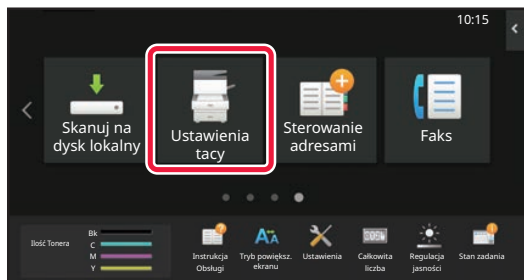 10:15
Skanuj na
dysk lokalny
Ustawienia
tacy
Sterowanie
adresami
Faks
Ilość Tonera
Bk
C
M
Y
Instrukcja
Obsługi
Tryb powiększ.
ekranu
Ustawienia
Całkowita
liczba
Regulacja
jasności
Stan zadania